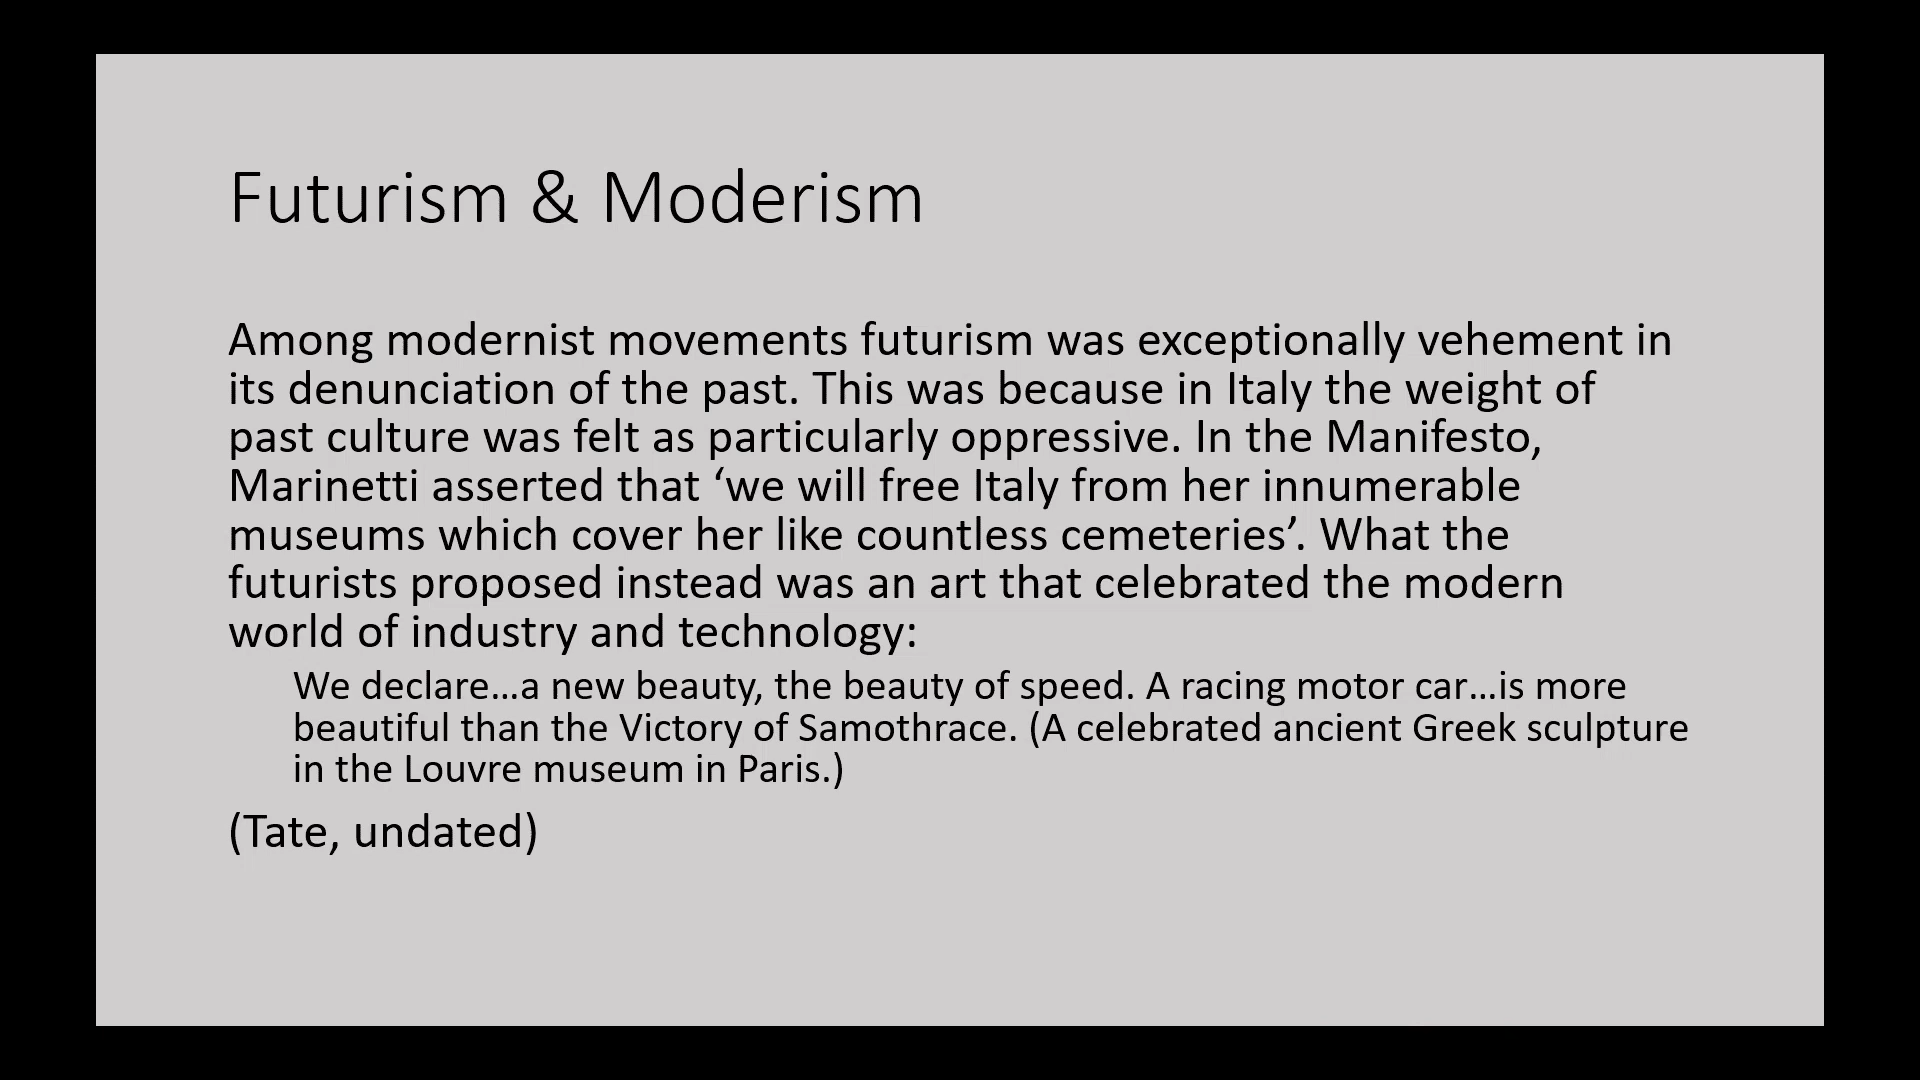 Futurism & Moderism
Among modernist movements futurism was exceptionally vehement in
its denunciation of the past. This was because in Italy the weight of
past culture was felt as particularly oppressive. In the Manifesto,
Marinetti asserted that ‘we will free Italy from her innumerable
museums which cover her like countless cemeteries’. What the
futurists proposed instead was an art that celebrated the modern
world of industry and technology:
We declare…a new beauty, the beauty of speed. A racing motor car…is more
beautiful than the Victory of Samothrace. (A celebrated ancient Greek sculpture
in the Louvre museum in Paris.)
(Tate, undated)